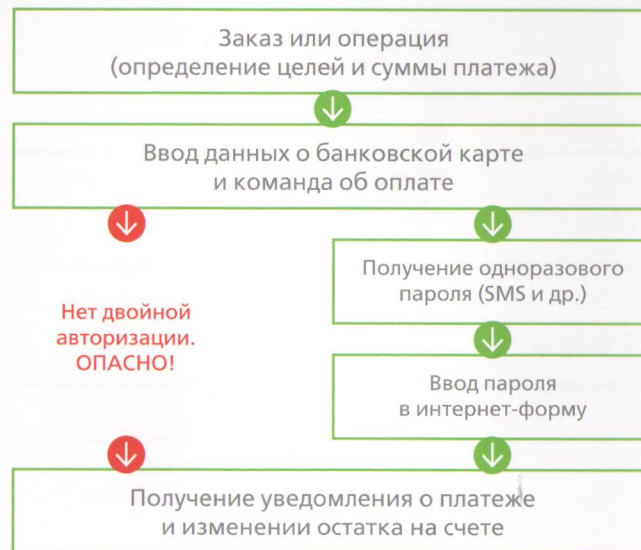 Заказ или операция
(определение целей и суммы платежа)
Ввод данных о банковской карте
и команда об оплате
Нет двойной
авторизации.
ОПАСНО!
Получение одноразового
пароля (SMS и др.)
Ввод пароля
в интернет-форму
Получение уведомления о платеже
и изменении остатка на счете